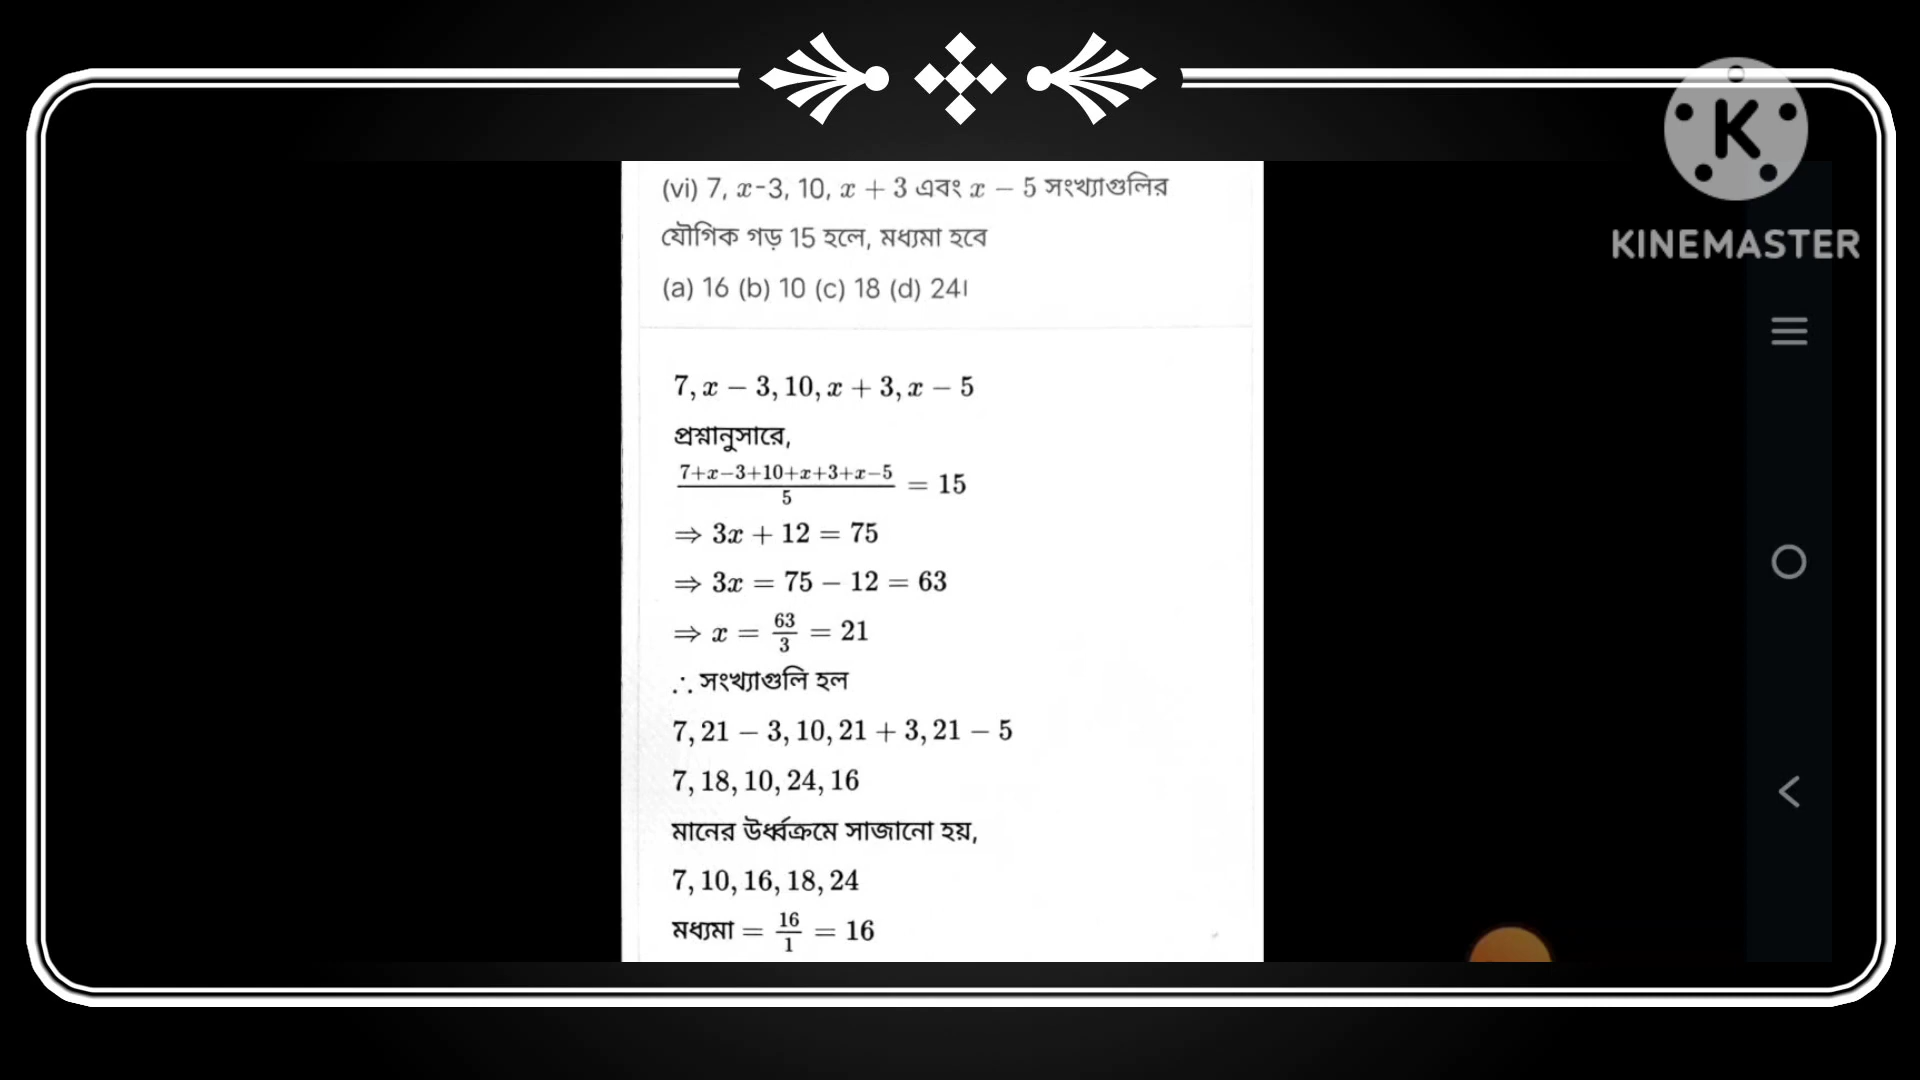 K
KINEMASTER
(vi) 7, x-3, 10, x + 3 এবং x − 5 সংখ্যাগুলির
যৌগিক গড় 15 হলে, মধ্যমা হবে
(a) 16 (b) 10 (c) 18 (d) 24।
7, x − 3, 10, x + 3, x − 5
প্রশ্নানুসারে,
\frac{7+x−3+10+x+3+x−5}{5} = 15
⇒ 3x + 12 = 75
⇒ 3x = 75 − 12 = 63
⇒ x = \frac{63}{3} = 21
∴ সংখ্যাগুলি হল
7, 21 − 3, 10, 21 + 3, 21 − 5
7, 18, 10, 24, 16
মানের উর্ধ্বক্রমে সাজানো হয়,
7, 10, 16, 18, 24
মধ্যমা = \frac{16}{1} = 16